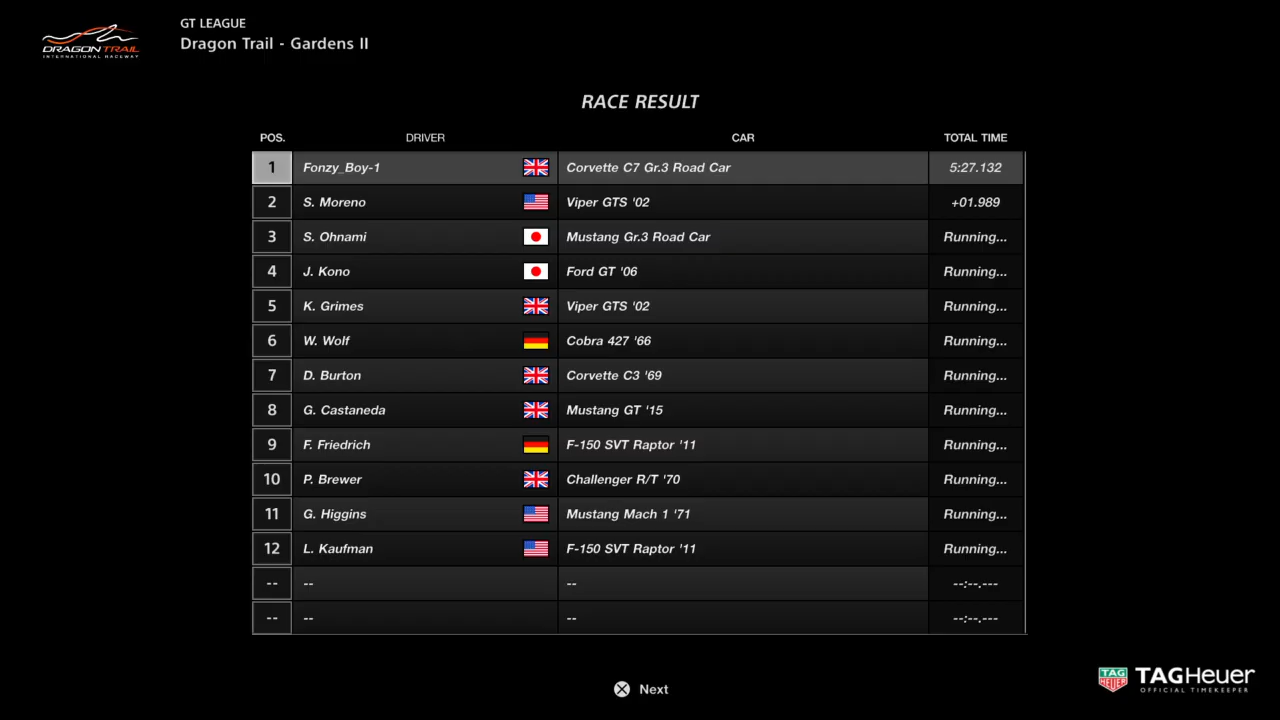 GT LEAGUE
Dragon Trail - Gardens II
DRAGON TRAIL
INTERNATIONAL RACEWAY
RACE RESULT
POS. DRIVER CAR TOTAL TIME
1 Fonzy_Boy-1 Corvette C7 Gr.3 Road Car 5:27.132
2 S. Moreno Viper GTS '02 +01.989
3 S. Ohnami Mustang Gr.3 Road Car Running...
4 J. Kono Ford GT '06 Running...
5 K. Grimes Viper GTS '02 Running...
6 W. Wolf Cobra 427 '66 Running...
7 D. Burton Corvette C3 '69 Running...
8 G. Castaneda Mustang GT '15 Running...
9 F. Friedrich F-150 SVT Raptor '11 Running...
10 P. Brewer Challenger R/T '70 Running...
11 G. Higgins Mustang Mach 1 '71 Running...
12 L. Kaufman F-150 SVT Raptor '11 Running...
-- -- -- --:--.---
-- -- -- --:--.---
Next
TAG HEUER TAGHeuer
OFFICIAL TIMEKEEPER